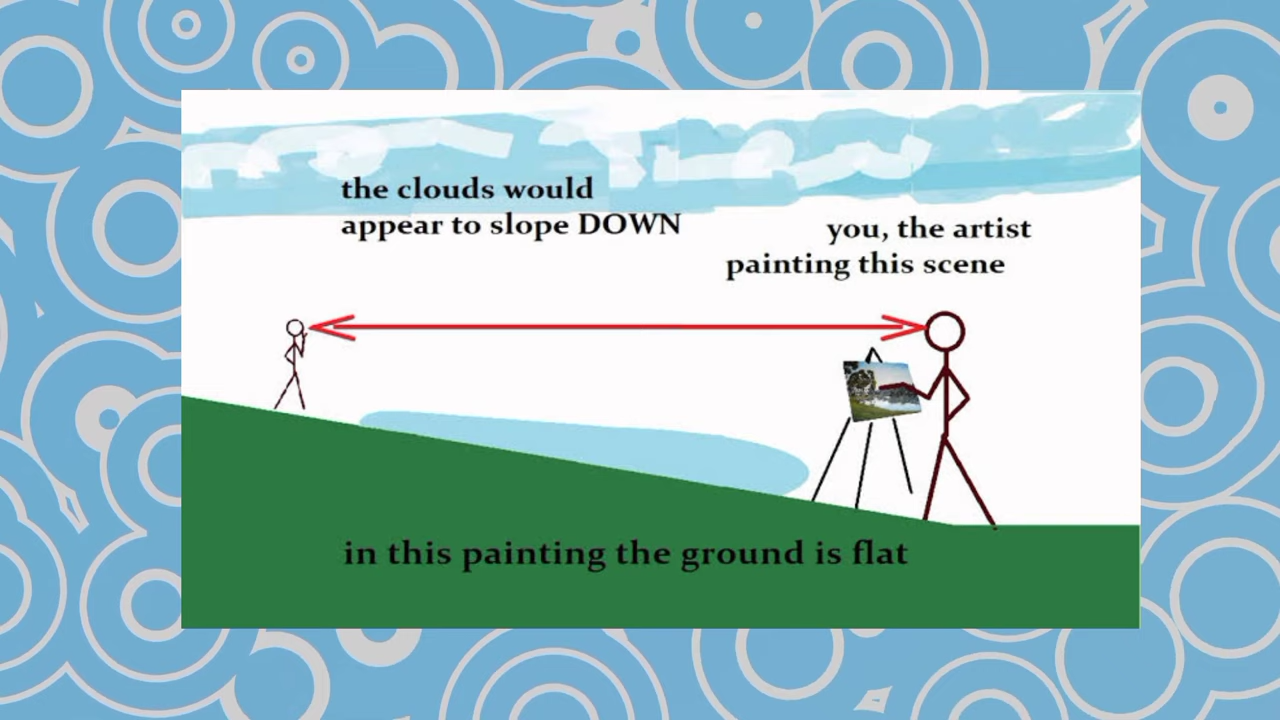 the clouds would
appear to slope DOWN
you, the artist
painting this scene
in this painting the ground is flat